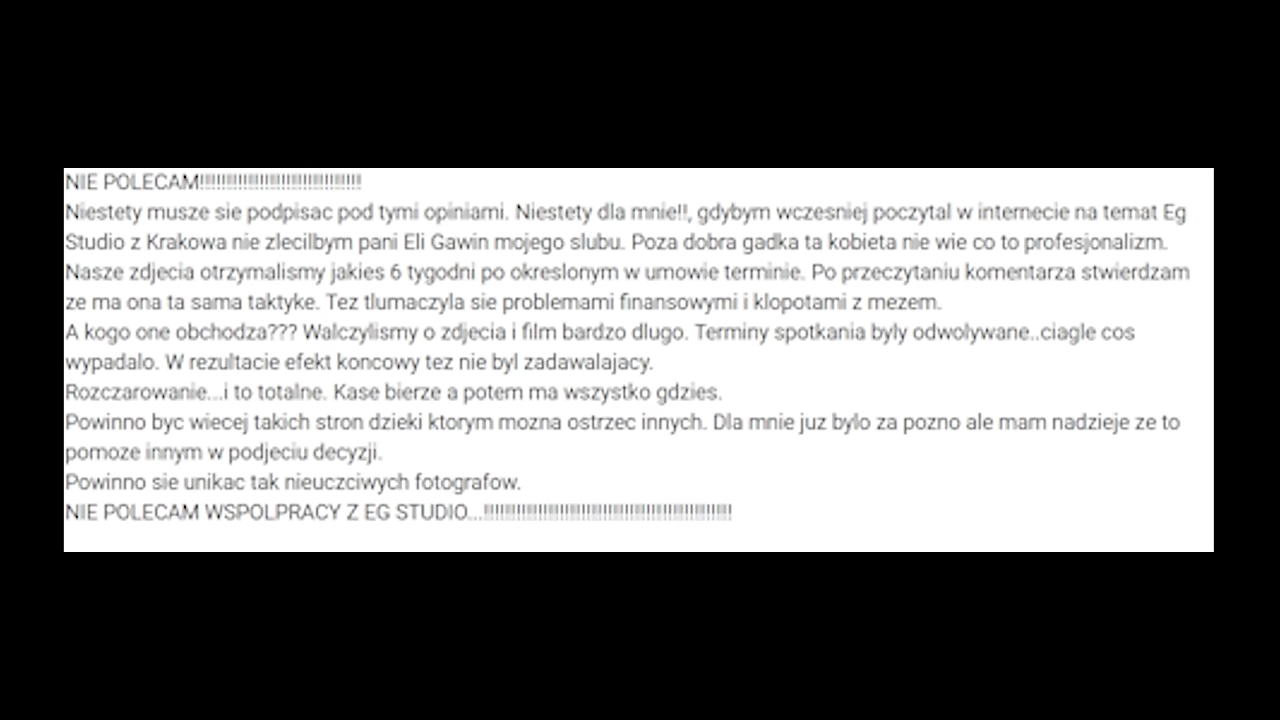 NIE POLECAM!!!!!!!!!!!!!!!!!!!!!!!!!!!!!!!!
Niestety musze sie podpisac pod tymi opiniami. Niestety dla mnie!!, gdybym wczesniej poczytal w internecie na temat Eg
Studio z Krakowa nie zlecilbym pani Eli Gawin mojego slubu. Poza dobra gadka ta kobieta nie wie co to profesjonalizm.
Nasze zdjecia otrzymalismy jakies 6 tygodni po okreslonym w umowie terminie. Po przeczytaniu komentarza stwierdzam
ze ma ona ta sama taktyke. Tez tlumaczyla sie problemami finansowymi i klopotami z mezem.
A kogo one obchodza??? Walczylismy o zdjecia i film bardzo dlugo. Terminy spotkania byly odwolywane..ciagle cos
wypadalo. W rezultacie efekt koncowy tez nie byl zadawalajacy.
Rozczarowanie...i to totalne. Kase bierze a potem ma wszystko gdzies.
Powinno byc wiecej takich stron dzieki ktorym mozna ostrzec innych. Dla mnie juz bylo za pozno ale mam nadzieje ze to
pomoze innym w podjeciu decyzji.
Powinno sie unikac tak nieuczciwych fotografow.
NIE POLECAM WSPOLPRACY Z EG STUDIO...!!!!!!!!!!!!!!!!!!!!!!!!!!!!!!!!!!!!!!!!!!!!!!!!!